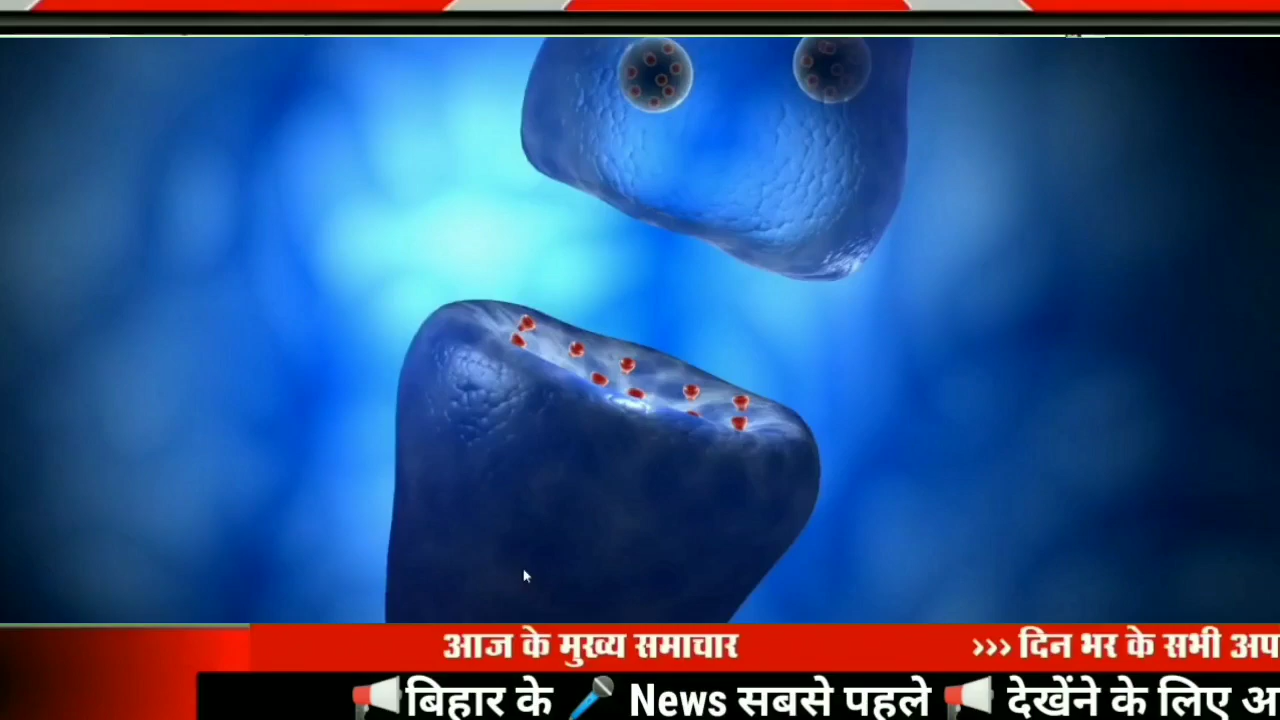 आज के मुख्य समाचार >>> दिन भर के सभी
बिहार के News सबसे पहले देखेंने के लिए